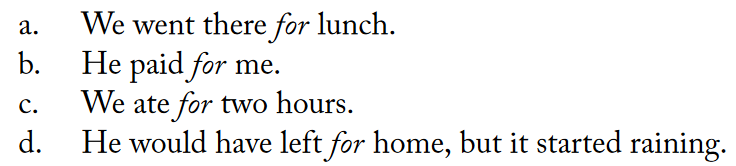 a. We went there for lunch.
b. He paid for me.
c. We ate for two hours.
d. He would have left for home, but it started raining.